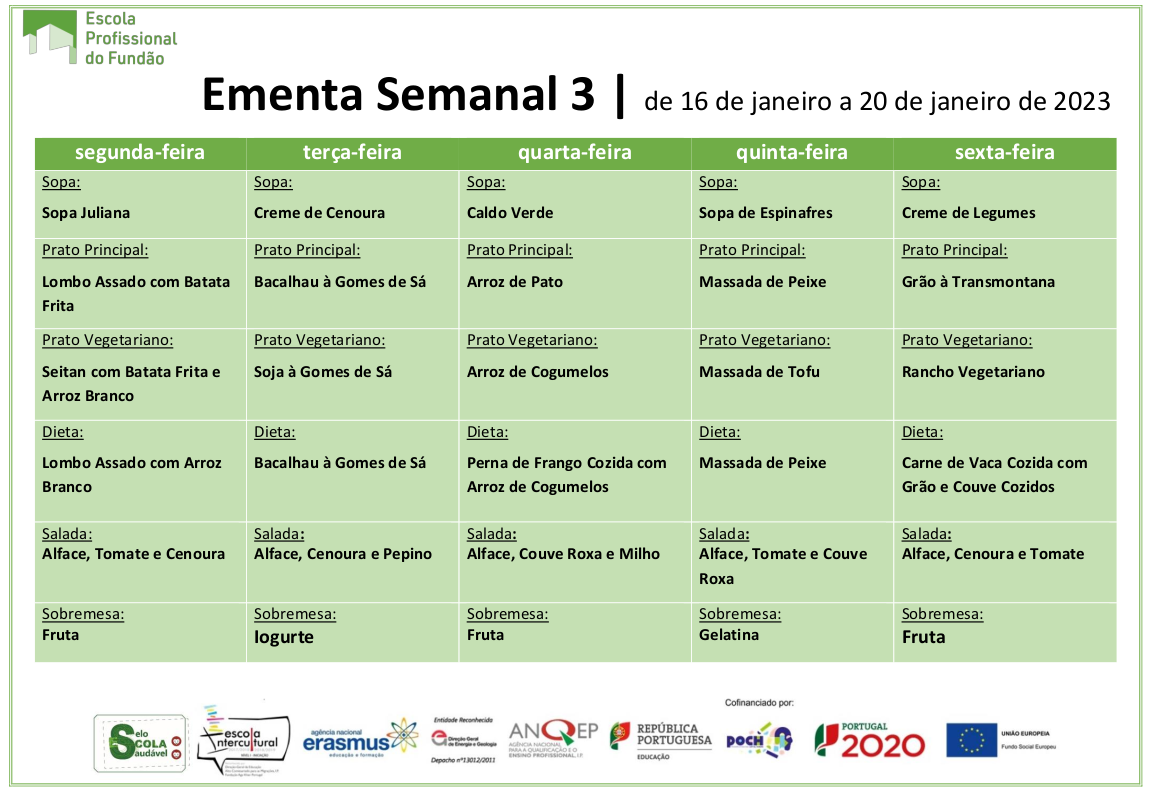 Escola
Profissional
do Fundão
Ementa Semanal 3 | de 16 de janeiro a 20 de janeiro de 2023
segunda-feira terça-feira quarta-feira quinta-feira sexta-feira
Sopa: Sopa: Sopa: Sopa: Sopa:
Sopa Juliana Creme de Cenoura Caldo Verde Sopa de Espinafres Creme de Legumes
Prato Principal: Prato Principal: Prato Principal: Prato Principal: Prato Principal:
Lombo Assado com Batata Bacalhau à Gomes de Sá Arroz de Pato Massada de Peixe Grão à Transmontana
Frita
Prato Vegetariano: Prato Vegetariano: Prato Vegetariano: Prato Vegetariano: Prato Vegetariano:
Seitan com Batata Frita e Soja à Gomes de Sá Arroz de Cogumelos Massada de Tofu Rancho Vegetariano
Arroz Branco
Dieta: Dieta: Dieta: Dieta: Dieta:
Lombo Assado com Arroz Bacalhau à Gomes de Sá Perna de Frango Cozida com Massada de Peixe Carne de Vaca Cozida com
Branco Arroz de Cogumelos Grão e Couve Cozidos
Salada: Salada: Salada: Salada: Salada:
Alface, Tomate e Cenoura Alface, Cenoura e Pepino Alface, Couve Roxa e Milho Alface, Tomate e Couve Alface, Cenoura e Tomate
Roxa
Sobremesa: Sobremesa: Sobremesa: Sobremesa: Sobremesa:
Fruta Iogurte Fruta Gelatina Fruta
Cofinanciado por:
Selo
ESCOLA
Saudável
escola
intercultural
agência nacional
erasmus+
educação e formação
Entidade Reconhecida
Direção Geral
de Energia e Geologia
Depacho nº13012/2011
ANQEP
AGÊNCIA NACIONAL
PARA A QUALIFICAÇÃO E O
ENSINO PROFISSIONAL, I.P.
REPÚBLICA
PORTUGUESA
EDUCAÇÃO
POCH
PORTUGAL
2020
UNIÃO EUROPEIA
Fundo Social Europeu